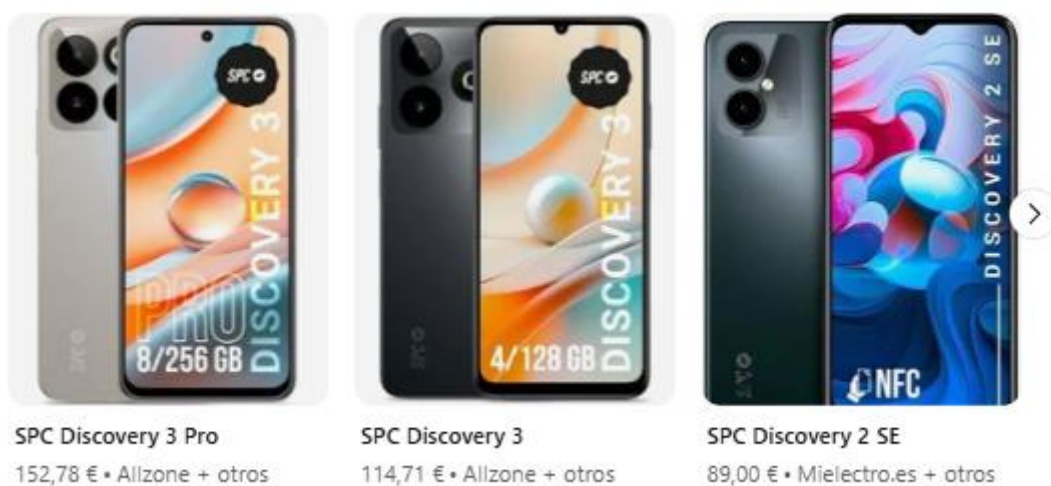 SPC
DISCOVERY 3
PRO
8/256 GB
SPC
SPC
DISCOVERY 3
4/128 GB
SPC
DISCOVERY 2 SE
NFC
SPC Discovery 3 Pro
152,78 € • Allzone + otros
SPC Discovery 3
114,71 € • Allzone + otros
SPC Discovery 2 SE
89,00 € • Mielectro.es + otros